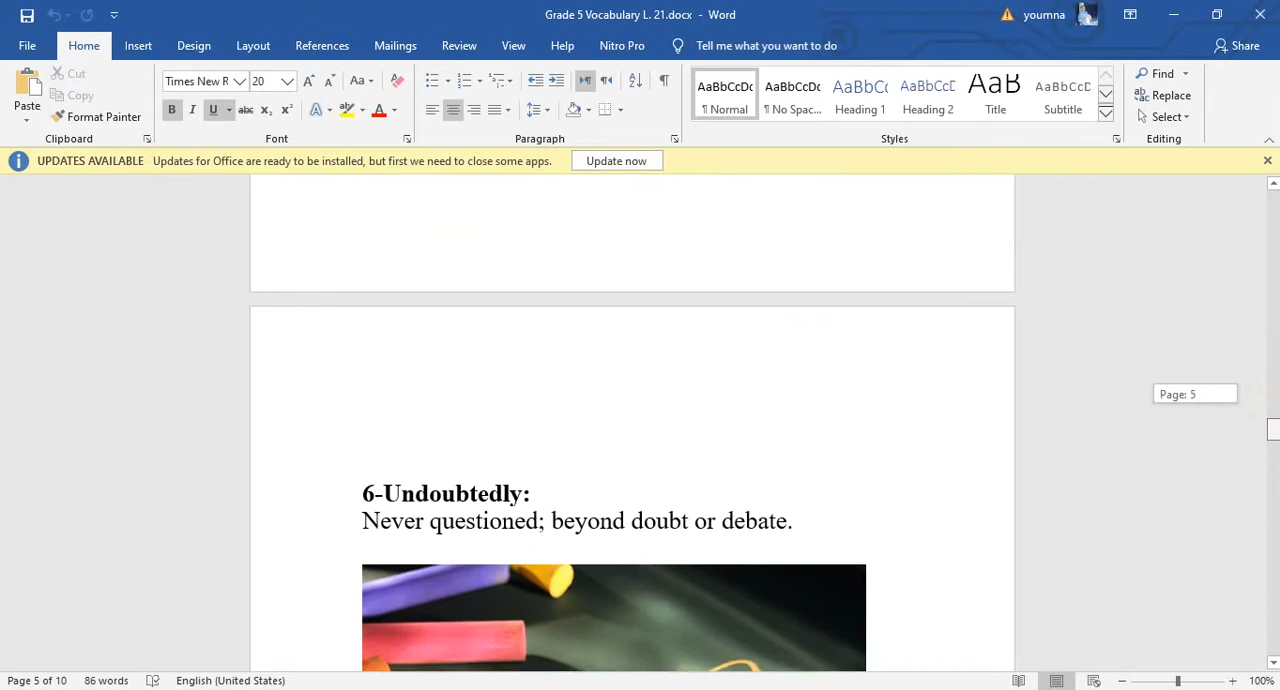 Grade 5 Vocabulary L. 21.docx - Word
youmna
File Home Insert Design Layout References Mailings Review View Help Nitro Pro Tell me what you want to do Share
Paste
Cut
Copy
Format Painter
Clipboard
Times New R 20
Aa
B I U abc x₂ x²
A A
Font
Paragraph
AaBbCcDc AaBbCcDc AaBbCc AaBbCcD AaB AaBbCcD
¶ Normal ¶ No Spac... Heading 1 Heading 2 Title Subtitle
Styles
Find
Replace
Select
Editing
UPDATES AVAILABLE Updates for Office are ready to be installed, but first we need to close some apps. Update now
Page: 5
6-Undoubtedly:
Never questioned; beyond doubt or debate.
Page 5 of 10 86 words English (United States) 100%